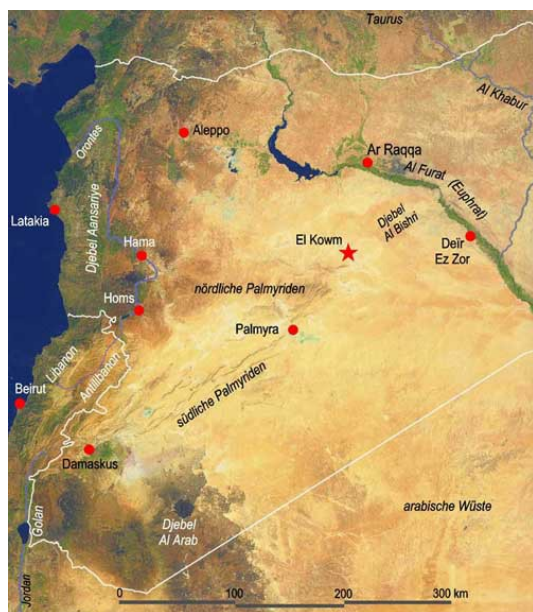 Taurus
Al Khabur
Aleppo
Orontes
Ar Raqqa
Al Furat (Euphrat)
Djebel Aansariye
Latakia
Djebel
Al Bishri
El Kowm
Deïr
Ez Zor
Hama
nördliche Palmyriden
Homs
Palmyra
Libanon
Antilibanon
Beirut
südliche Palmyriden
Damaskus
Golan
Djebel
Al Arab
arabische Wüste
Jordan
0 100 200 300 km